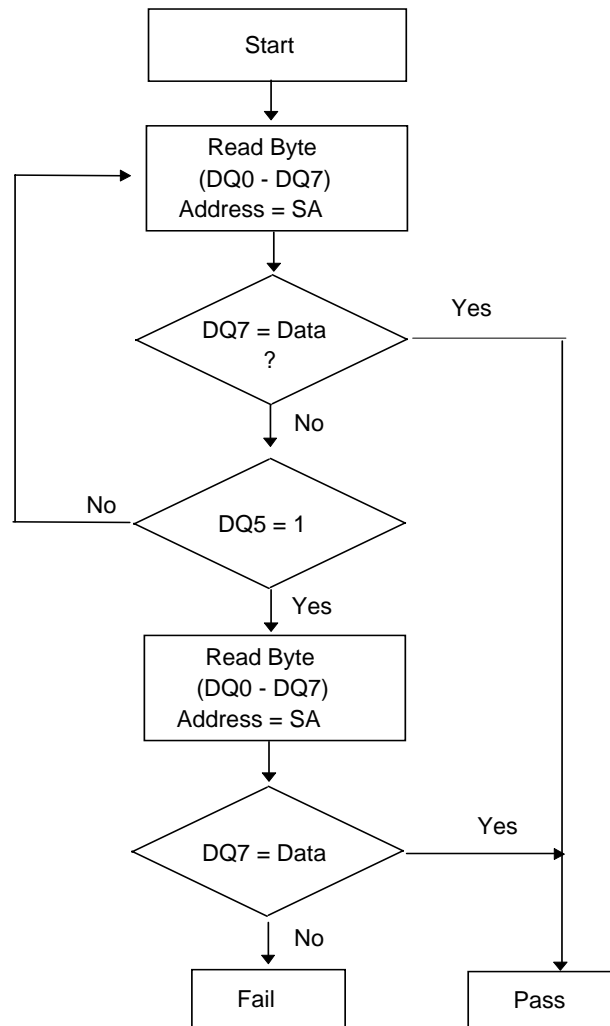 Start
Read Byte
(DQ0 - DQ7)
Address = SA
DQ7 = Data
?
Yes
No
DQ5 = 1
No
Yes
Read Byte
(DQ0 - DQ7)
Address = SA
DQ7 = Data
Yes
No
Fail
Pass